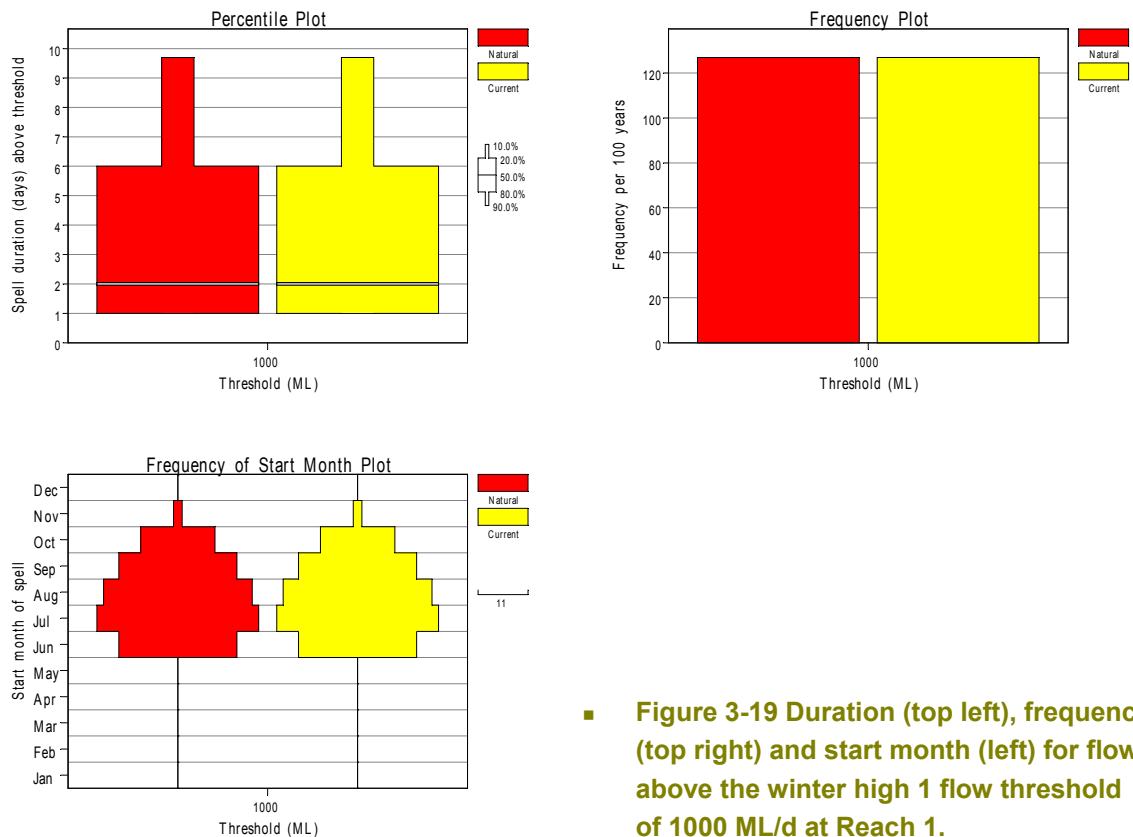 Percentile Plot
Spell duration (days) above threshold
10
9
8
7
6
5
4
3
2
1
0
1000
Threshold (ML)
Natural
Current
10.0%
20.0%
50.0%
80.0%
90.0%
Frequency Plot
Frequency per 100 years
120
100
80
60
40
20
0
1000
Threshold (ML)
Natural
Current
Frequency of Start Month Plot
Start month of spell
Dec
Nov
Oct
Sep
Aug
Jul
Jun
May
Apr
Mar
Feb
Jan
1000
Threshold (ML)
Natural
Current
11
▪ Figure 3-19 Duration (top left), frequenc
(top right) and start month (left) for flow
above the winter high 1 flow threshold
of 1000 ML/d at Reach 1.